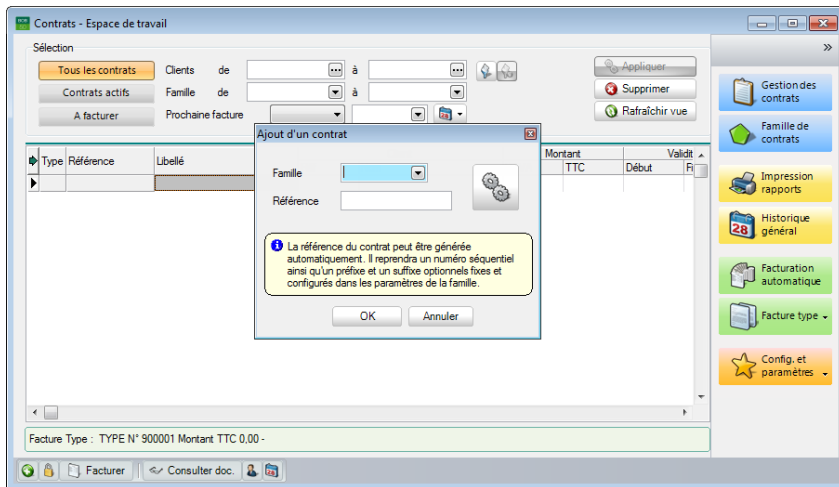 Contrats - Espace de travail
Sélection
Tous les contrats
Clients de
à
Appliquer
Contrats actifs
Famille de
à
Supprimer
A facturer
Prochaine facture
Rafraîchir vue
Type
Référence
Libellé
Montant
Validit
TTC
Début
Ajout d'un contrat
Famille
Référence
La référence du contrat peut être générée
automatiquement. Il reprendra un numéro séquentiel
ainsi qu'un préfixe et un suffixe optionnels fixes et
configurés dans les paramètres de la famille.
OK
Annuler
»
Gestion des
contrats
Famille de
contrats
Impression
rapports
28
Historique
général
Facturation
automatique
Facture type
Config. et
paramètres
Facture Type : TYPE N° 900001 Montant TTC 0,00 -
Facturer
Consulter doc.